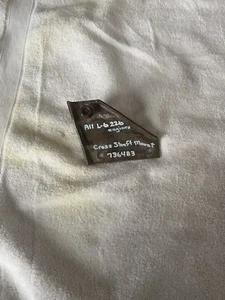 All L-6 226
engines
Cross Shaft Mount
736483